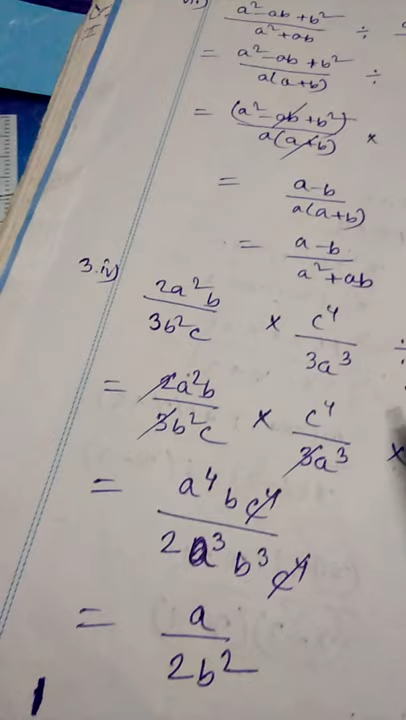 a²-ab+b² / a²+ab ÷
= a²-ab+b² / a(a+b) ÷
= (a²-ab+b²) / a(a+b) ×
= a-b / a(a+b)
= a-b / a²+ab
3.iv) 2a²b / 3b²c × c⁴ / 3a³ ÷
= 2a²b / 3b²c × c⁴ / 3a³ ×
= a⁴bc⁴ / 2a³b³c⁴
= a / 2b²